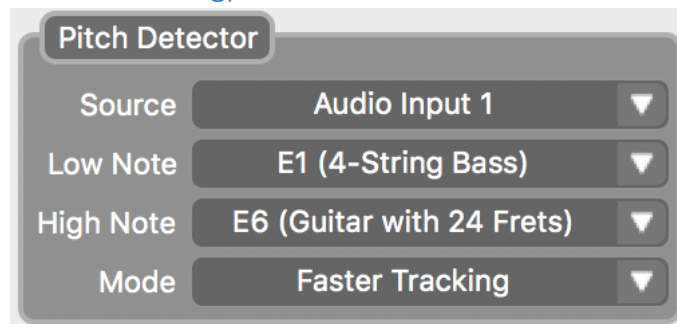 Pitch Detector
Source Audio Input 1
Low Note E1 (4-String Bass)
High Note E6 (Guitar with 24 Frets)
Mode Faster Tracking